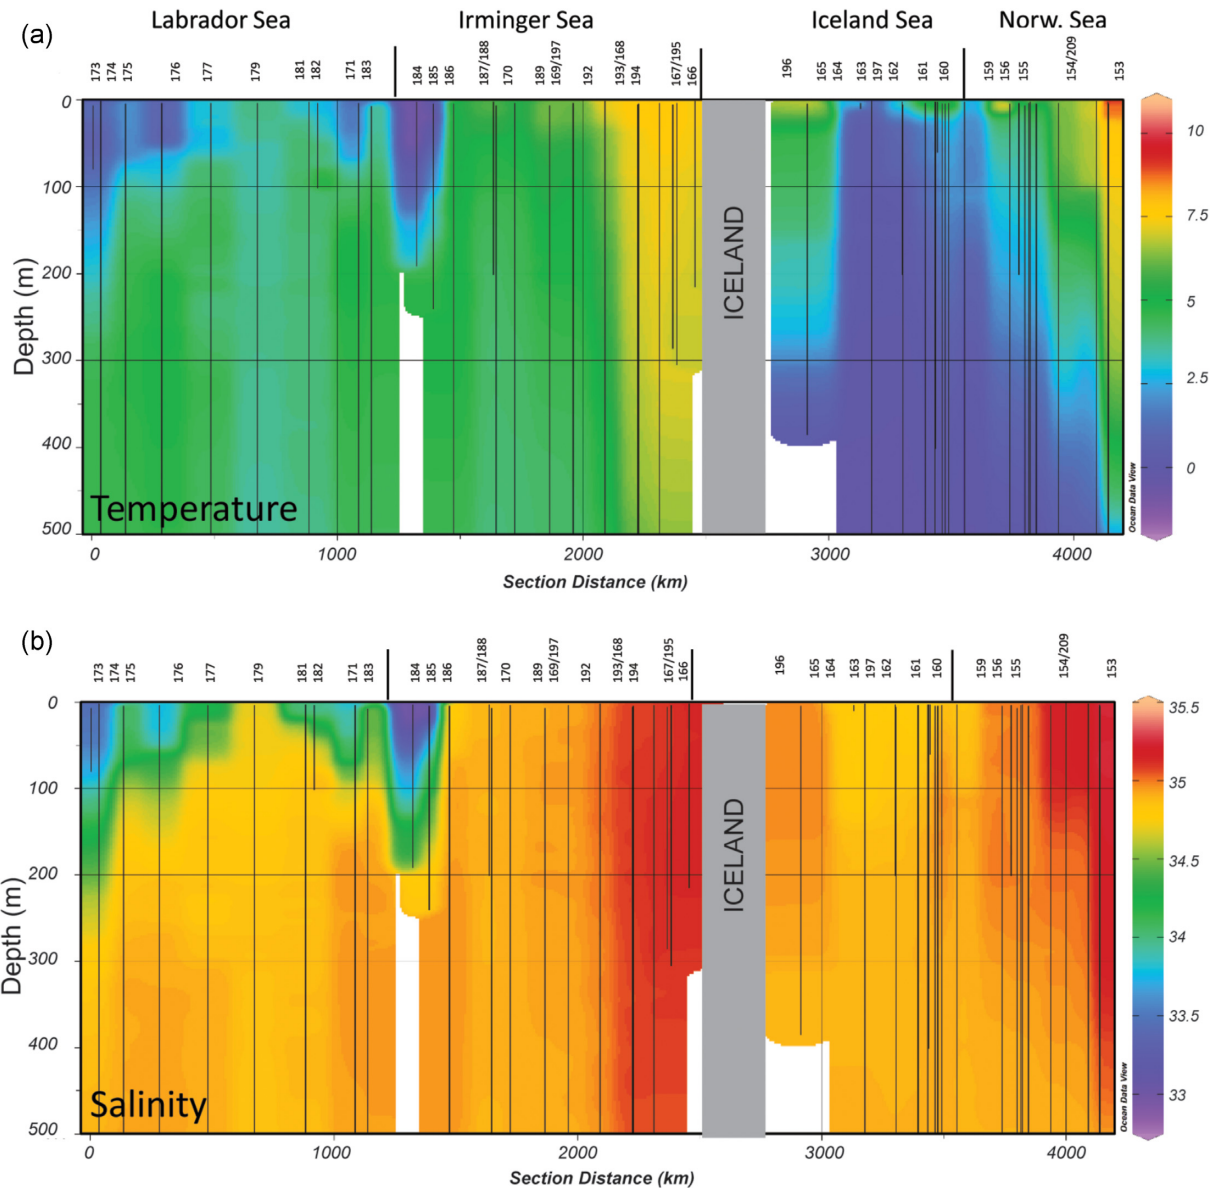 (a)
Labrador Sea Irminger Sea Iceland Sea Norw. Sea
173 174 175 176 177 179 181 182 171 183 184 185 186 187/188 170 189 169/197 192 193/168 194 167/195 166 196 165 164 163 197 162 161 160 159 156 155 154/209 153
0
100
200
300
400
500
Depth (m)
Temperature
ICELAND
Ocean Data View
10
7.5
5
2.5
0
0 1000 2000 3000 4000
Section Distance (km)
(b)
173 174 175 176 177 179 181 182 171 183 184 185 186 187/188 170 189 169/197 192 193/168 194 167/195 166 196 165 164 163 197 162 161 160 159 156 155 154/209 153
0
100
200
300
400
500
Depth (m)
Salinity
ICELAND
Ocean Data View
35.5
35
34.5
34
33.5
33
0 1000 2000 3000 4000
Section Distance (km)